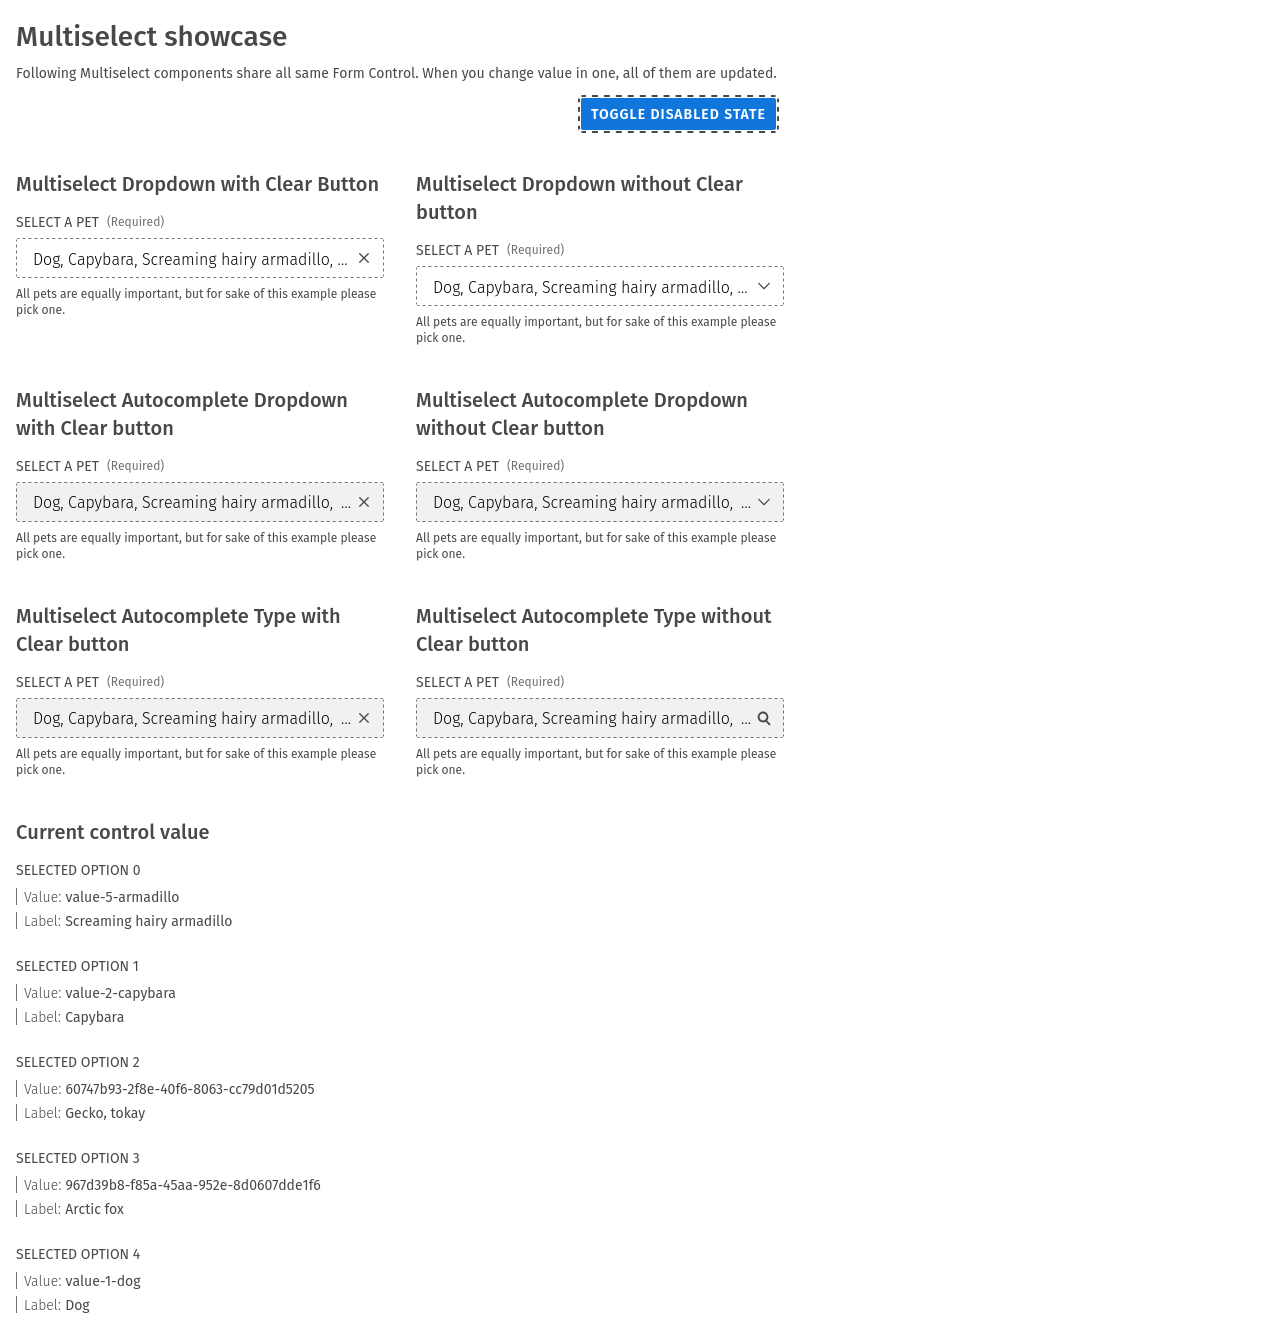 Multiselect showcase
Following Multiselect components share all same Form Control. When you change value in one, all of them are updated.
TOGGLE DISABLED STATE
Multiselect Dropdown with Clear Button
SELECT A PET (Required)
Dog, Capybara, Screaming hairy armadillo, ...
All pets are equally important, but for sake of this example please
pick one.
Multiselect Dropdown without Clear
button
SELECT A PET (Required)
Dog, Capybara, Screaming hairy armadillo, ...
All pets are equally important, but for sake of this example please
pick one.
Multiselect Autocomplete Dropdown
with Clear button
SELECT A PET (Required)
Dog, Capybara, Screaming hairy armadillo, ...
All pets are equally important, but for sake of this example please
pick one.
Multiselect Autocomplete Dropdown
without Clear button
SELECT A PET (Required)
Dog, Capybara, Screaming hairy armadillo, ...
All pets are equally important, but for sake of this example please
pick one.
Multiselect Autocomplete Type with
Clear button
SELECT A PET (Required)
Dog, Capybara, Screaming hairy armadillo, ...
All pets are equally important, but for sake of this example please
pick one.
Multiselect Autocomplete Type without
Clear button
SELECT A PET (Required)
Dog, Capybara, Screaming hairy armadillo, ...
All pets are equally important, but for sake of this example please
pick one.
Current control value
SELECTED OPTION 0
Value: value-5-armadillo
Label: Screaming hairy armadillo
SELECTED OPTION 1
Value: value-2-capybara
Label: Capybara
SELECTED OPTION 2
Value: 60747b93-2f8e-40f6-8063-cc79d01d5205
Label: Gecko, tokay
SELECTED OPTION 3
Value: 967d39b8-f85a-45aa-952e-8d0607dde1f6
Label: Arctic fox
SELECTED OPTION 4
Value: value-1-dog
Label: Dog